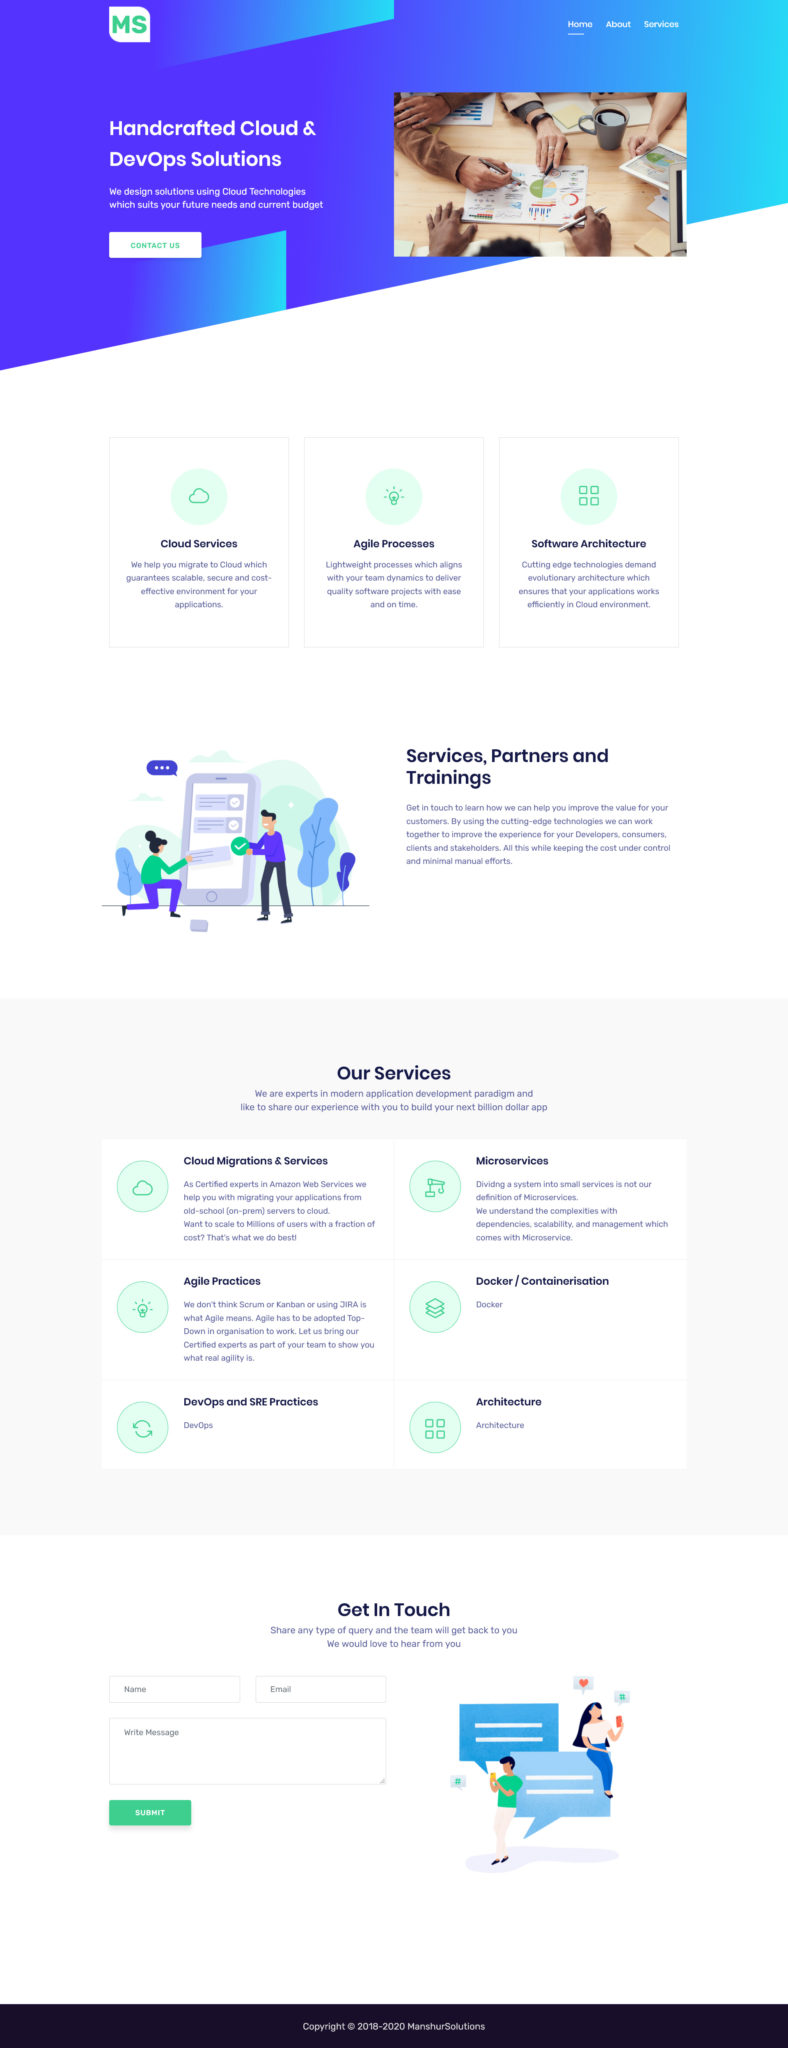 MS
Home About Services
Handcrafted Cloud &
DevOps Solutions
We design solutions using Cloud Technologies
which suits your future needs and current budget
CONTACT US
Cloud Services
We help you migrate to Cloud which
guarantees scalable, secure and cost-
effective environment for your
applications.
Agile Processes
Lightweight processes which aligns
with your team dynamics to deliver
quality software projects with ease
and on time.
Software Architecture
Cutting edge technologies demand
evolutionary architecture which
ensures that your applications works
efficiently in Cloud environment.
Services, Partners and
Trainings
Get in touch to learn how we can help you improve the value for your
customers. By using the cutting-edge technologies we can work
together to improve the experience for your Developers, consumers,
clients and stakeholders. All this while keeping the cost under control
and minimal manual efforts.
Our Services
We are experts in modern application development paradigm and
like to share our experience with you to build your next billion dollar app
Cloud Migrations & Services
As Certified experts in Amazon Web Services we
help you with migrating your applications from
old-school (on-prem) servers to cloud.
Want to scale to Millions of users with a fraction of
cost? That's what we do best!
Microservices
Dividng a system into small services is not our
definition of Microservices.
We understand the complexities with
dependencies, scalability, and management which
comes with Microservice.
Agile Practices
We don't think Scrum or Kanban or using JIRA is
what Agile means. Agile has to be adopted Top-
Down in organisation to work. Let us bring our
Certified experts as part of your team to show you
what real agility is.
Docker / Containerisation
Docker
DevOps and SRE Practices
DevOps
Architecture
Architecture
Get In Touch
Share any type of query and the team will get back to you
We would love to hear from you
Name
Email
Write Message
SUBMIT
#
#
Copyright © 2018-2020 ManshurSolutions